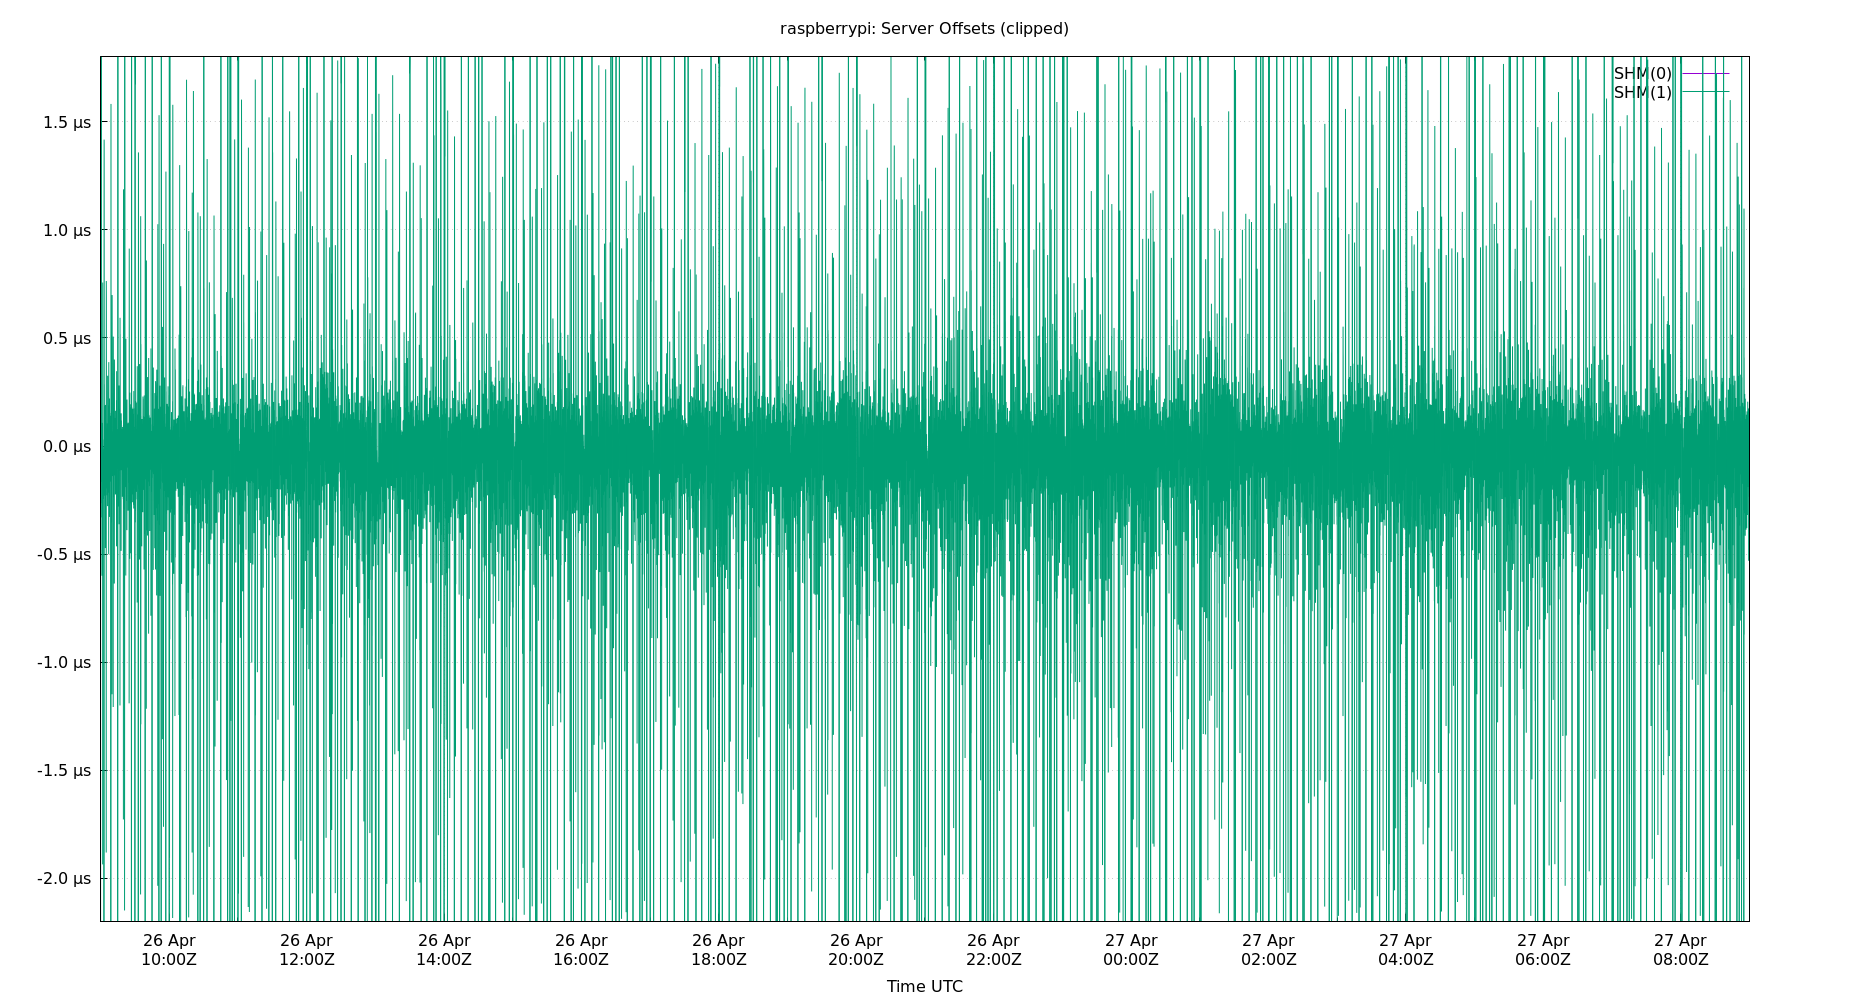 raspberrypi: Server Offsets (clipped)
SHM(0)
SHM(1)
1.5 µs
1.0 µs
0.5 µs
0.0 µs
-0.5 µs
-1.0 µs
-1.5 µs
-2.0 µs
26 Apr 26 Apr 26 Apr 26 Apr 26 Apr 26 Apr 26 Apr 27 Apr 27 Apr 27 Apr 27 Apr 27 Apr
10:00Z 12:00Z 14:00Z 16:00Z 18:00Z 20:00Z 22:00Z 00:00Z 02:00Z 04:00Z 06:00Z 08:00Z
Time UTC